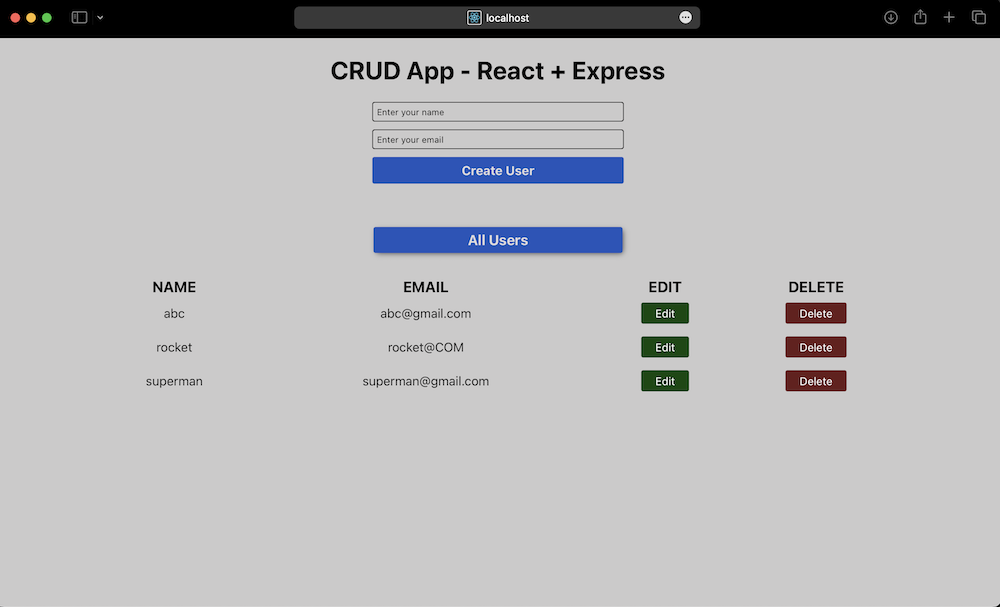 localhost
CRUD App - React + Express
Enter your name
Enter your email
Create User
All Users
NAME EMAIL EDIT DELETE
abc abc@gmail.com Edit Delete
rocket rocket@COM Edit Delete
superman superman@gmail.com Edit Delete